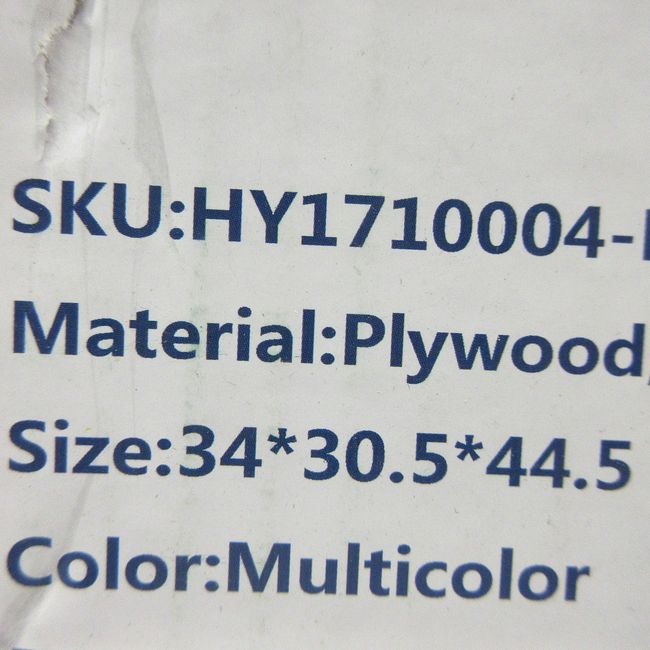 SKU:HY1710004-
Material:Plywood,
Size:34*30.5*44.5
Color:Multicolor